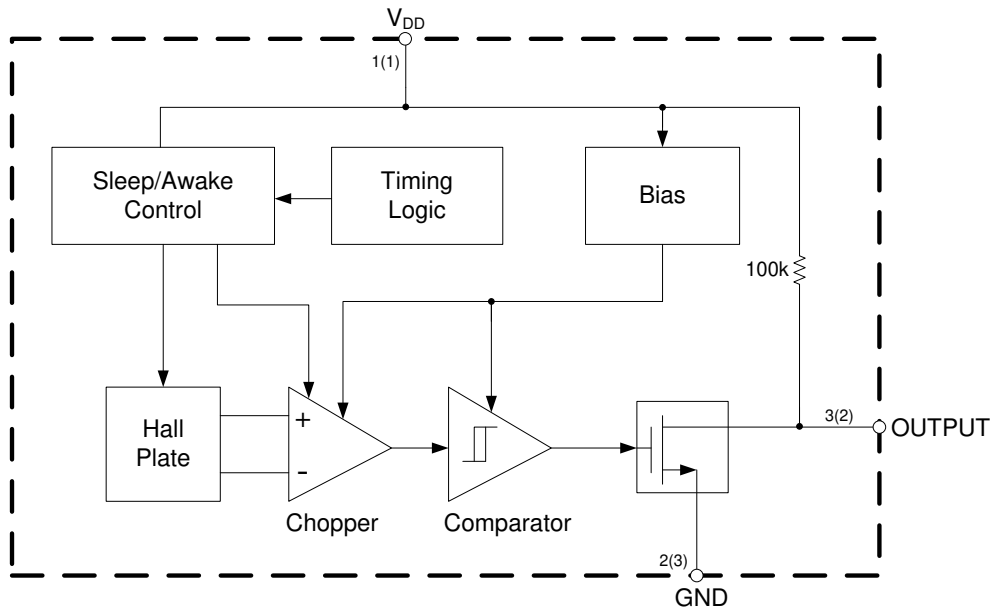 VDD
1(1)
Sleep/Awake
Control
Timing
Logic
Bias
100k
Hall
Plate
+
-
Chopper
Comparator
3(2)
OUTPUT
2(3)
GND